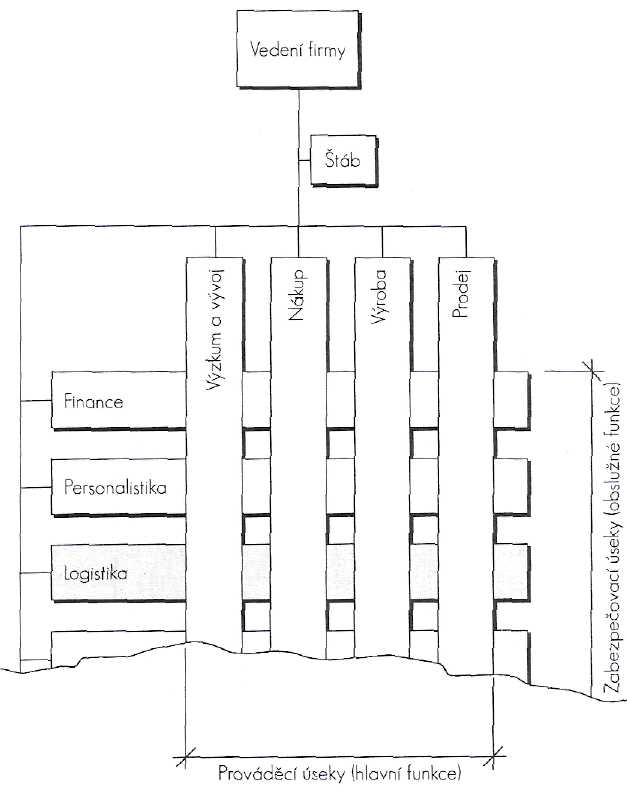 Vedení firmy
Štáb
Výzkum a vývoj
Nákup
Výroba
Prodej
Finance
Personalistika
Logistika
Zabezpečovací úseky (obslužné funkce)
Prováděcí úseky (hlavní funkce)